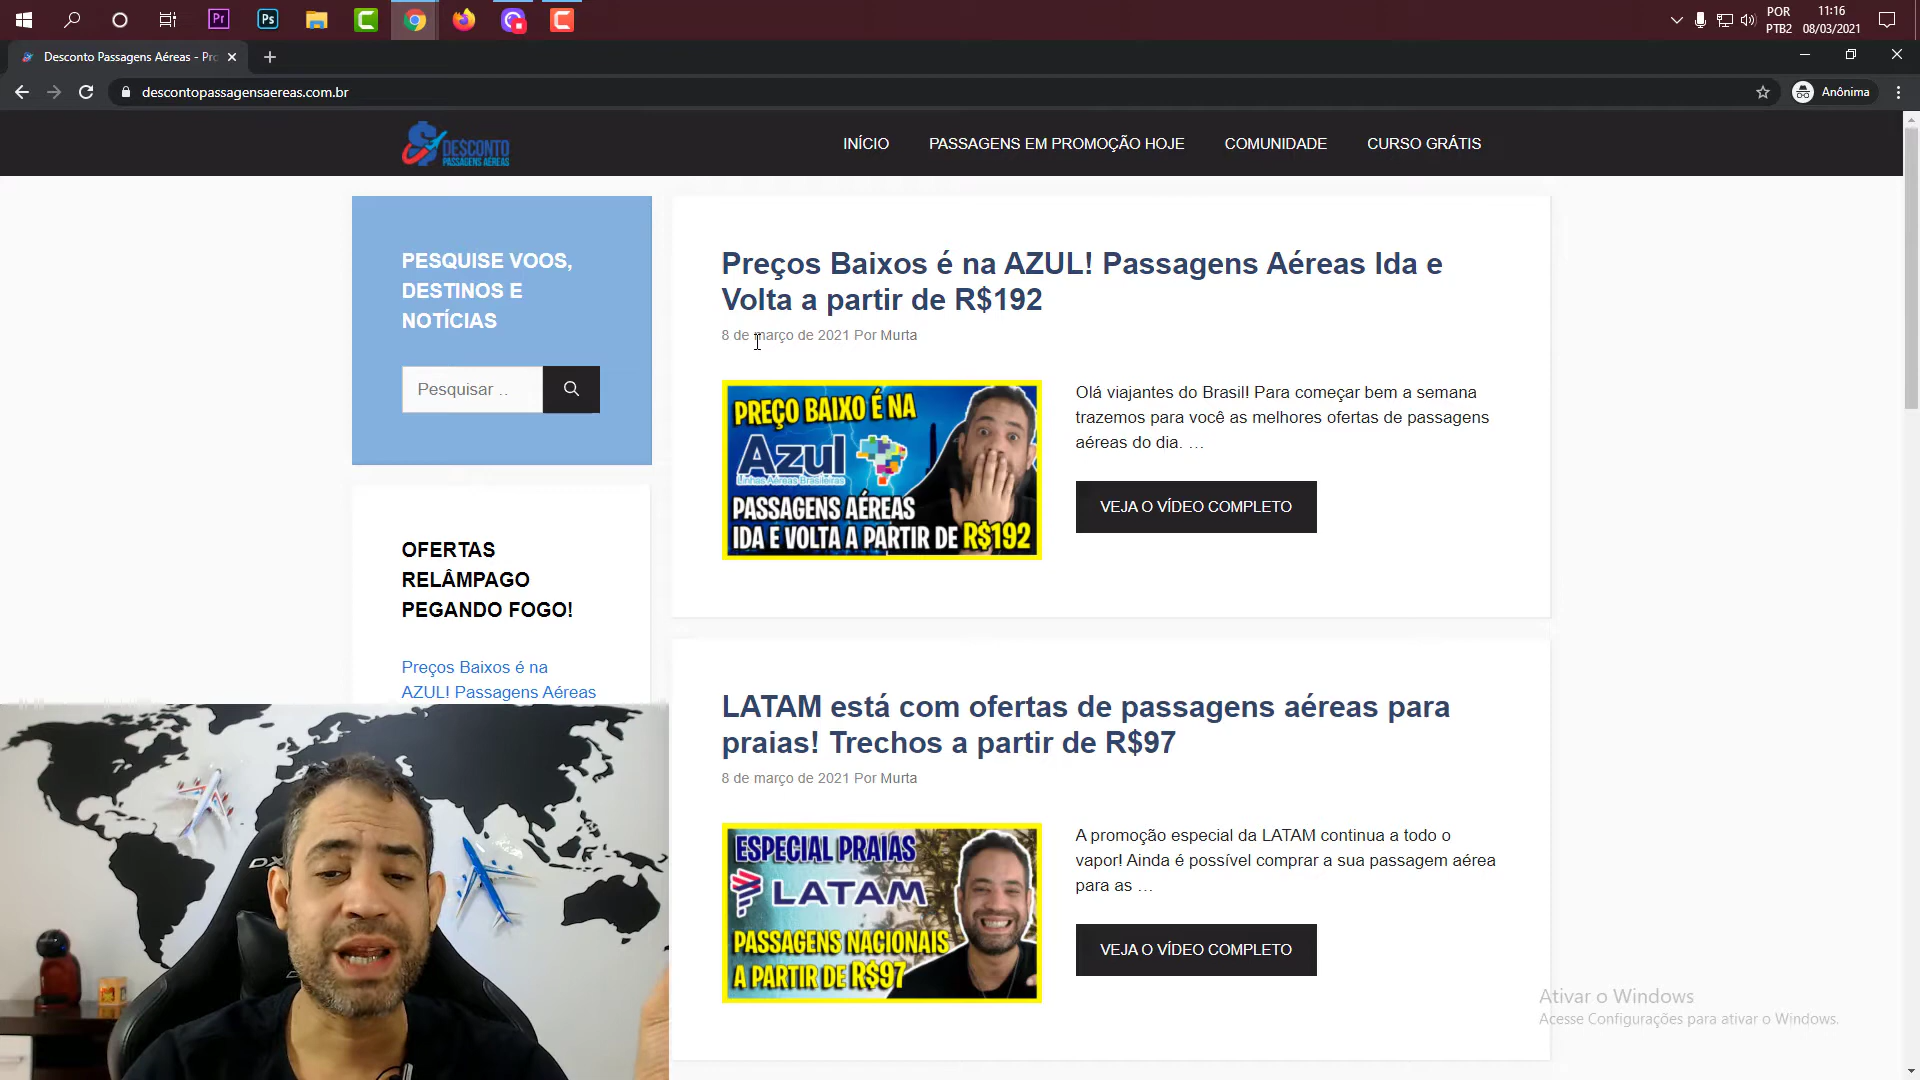 POR
PTB2
11:16
08/03/2021
Desconto Passagens Aéreas - Pro
descontopassagensaereas.com.br
Anônima
DESCONTO
PASSAGENS AÉREAS
INÍCIO
PASSAGENS EM PROMOÇÃO HOJE
COMUNIDADE
CURSO GRÁTIS
PESQUISE VOOS,
DESTINOS E
NOTÍCIAS
Pesquisar ..
OFERTAS
RELÂMPAGO
PEGANDO FOGO!
Preços Baixos é na
AZUL! Passagens Aéreas
Preços Baixos é na AZUL! Passagens Aéreas Ida e
Volta a partir de R$192
8 de março de 2021 Por Murta
PREÇO BAIXO É NA
Azul
Linhas Aéreas Brasileiras
PASSAGENS AÉREAS
IDA E VOLTA A PARTIR DE R$192
Olá viajantes do Brasil! Para começar bem a semana
trazemos para você as melhores ofertas de passagens
aéreas do dia. …
VEJA O VÍDEO COMPLETO
LATAM está com ofertas de passagens aéreas para
praias! Trechos a partir de R$97
8 de março de 2021 Por Murta
ESPECIAL PRAIAS
LATAM
PASSAGENS NACIONAIS
A PARTIR DE R$97
A promoção especial da LATAM continua a todo o
vapor! Ainda é possível comprar a sua passagem aérea
para as …
VEJA O VÍDEO COMPLETO
Ativar o Windows
Acesse Configurações para ativar o Windows.